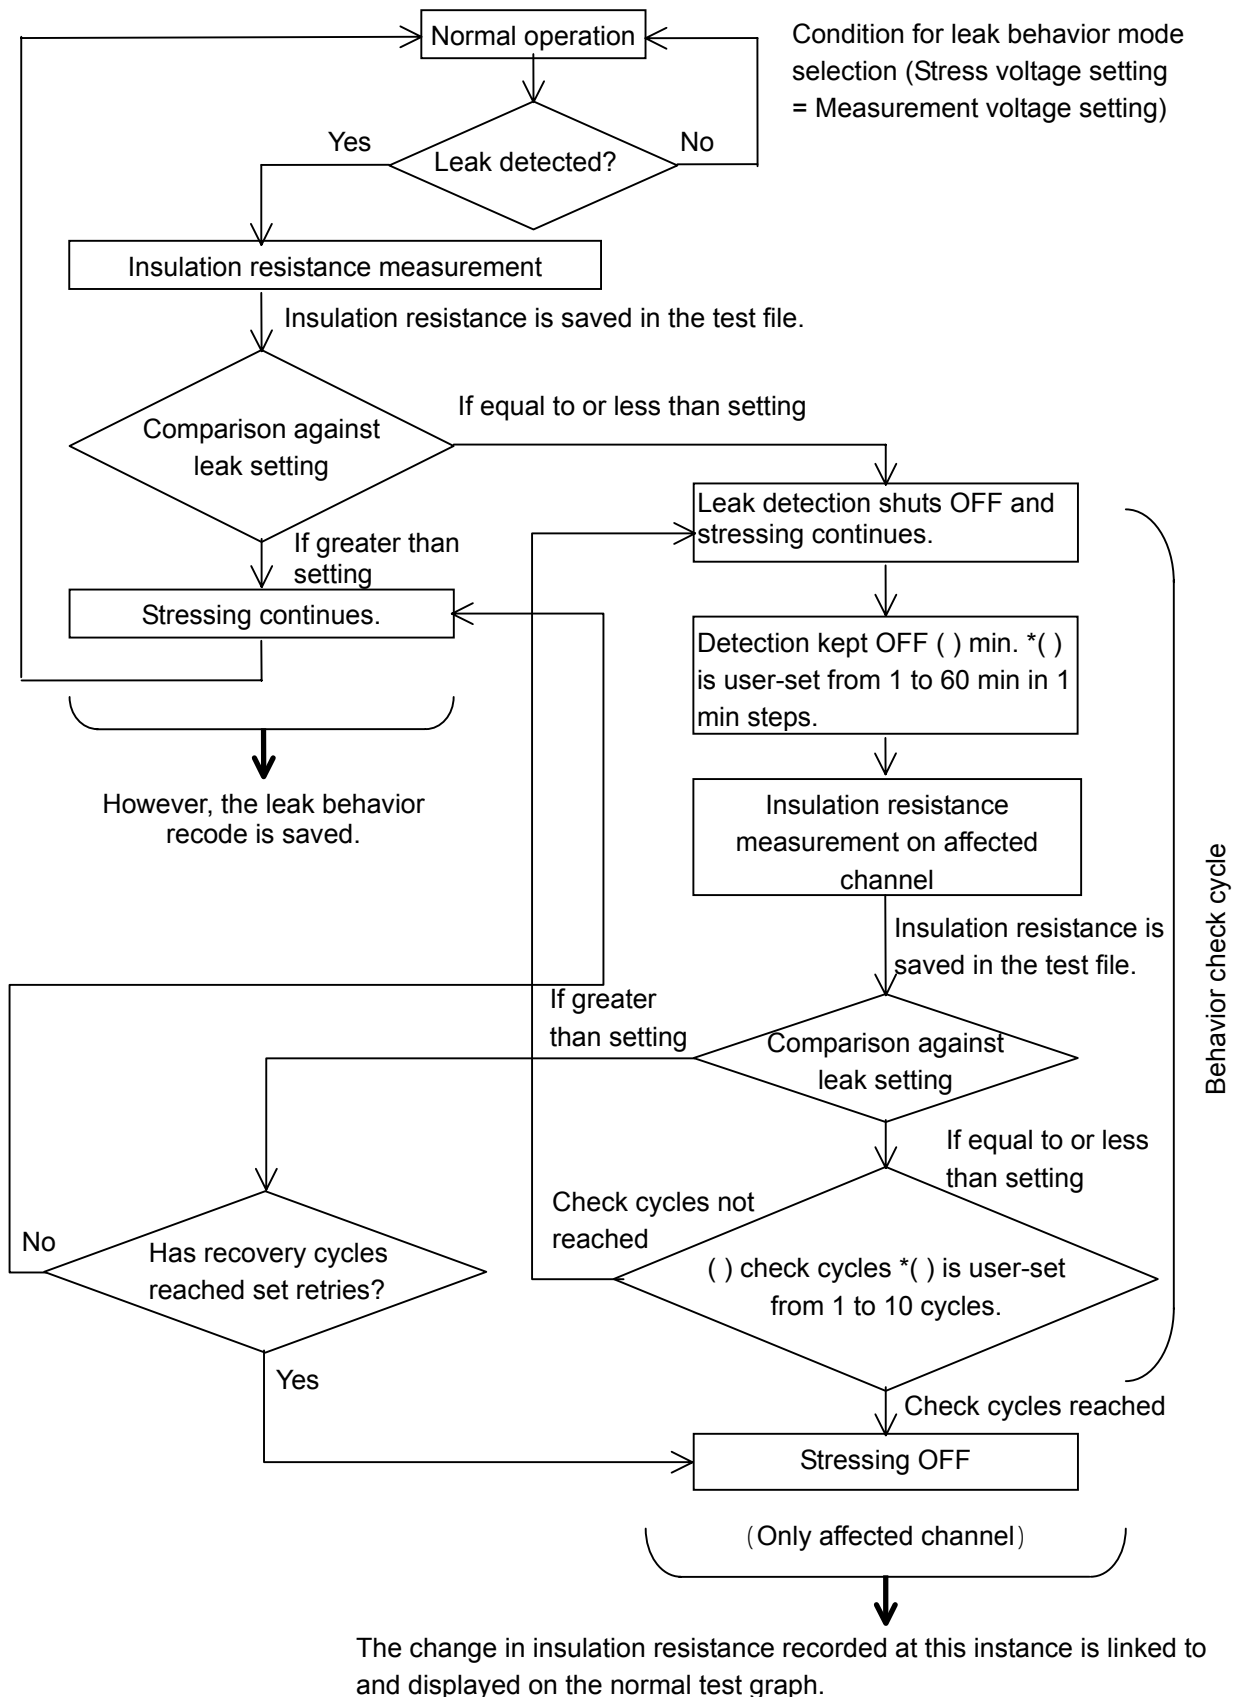 Normal operation
Condition for leak behavior mode
selection (Stress voltage setting
= Measurement voltage setting)
Yes
No
Leak detected?
Insulation resistance measurement
Insulation resistance is saved in the test file.
If equal to or less than setting
Comparison against
leak setting
Leak detection shuts OFF and
stressing continues.
If greater than
setting
Stressing continues.
Detection kept OFF ( ) min. *( )
is user-set from 1 to 60 min in 1
min steps.
However, the leak behavior
recode is saved.
Insulation resistance
measurement on affected
channel
Behavior check cycle
Insulation resistance is
saved in the test file.
If greater
than setting
Comparison against
leak setting
If equal to or less
than setting
Check cycles not
reached
No
Has recovery cycles
reached set retries?
( ) check cycles *( ) is user-set
from 1 to 10 cycles.
Yes
Check cycles reached
Stressing OFF
(Only affected channel)
The change in insulation resistance recorded at this instance is linked to
and displayed on the normal test graph.